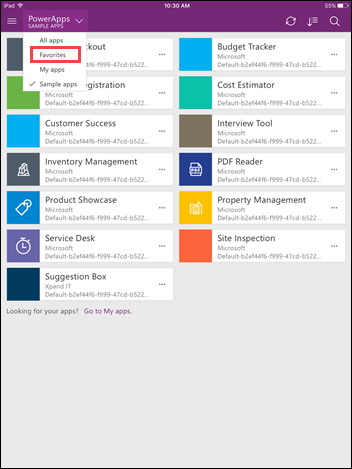 iPad
10:30 AM
55%
PowerApps
SAMPLE APPS
All apps
Favorites
My apps
Sample apps
ckout
Budget Tracker
Microsoft
Default-b2ef44f6-f999-47cd-b522...
gistration
Cost Estimator
Microsoft
Microsoft
Default-b2ef44f6-f999-47cd-b522...
Default-b2ef44f6-f999-47cd-b522...
Customer Success
Interview Tool
Microsoft
Microsoft
Default-b2ef44f6-f999-47cd-b522...
Default-b2ef44f6-f999-47cd-b522...
Inventory Management
PDF Reader
Microsoft
Microsoft
Default-b2ef44f6-f999-47cd-b522...
Default-b2ef44f6-f999-47cd-b522...
Product Showcase
Property Management
Microsoft
Microsoft
Default-b2ef44f6-f999-47cd-b522...
Default-b2ef44f6-f999-47cd-b522...
Service Desk
Site Inspection
Microsoft
Microsoft
Default-b2ef44f6-f999-47cd-b522...
Default-b2ef44f6-f999-47cd-b522...
Suggestion Box
Xpand IT
Default-b2ef44f6-f999-47cd-b522...
Looking for your apps? Go to My apps.